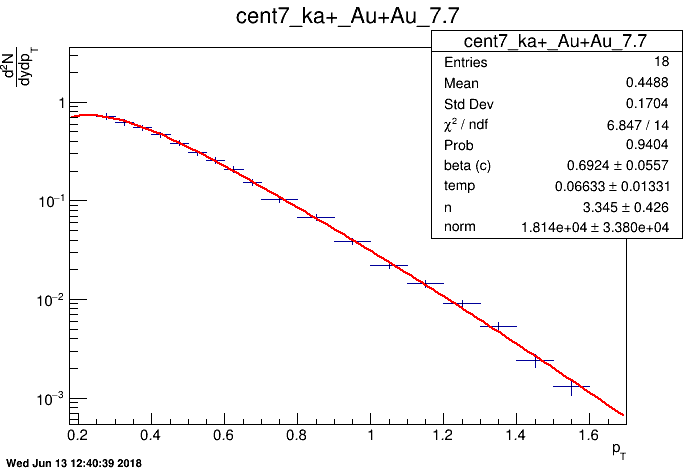 cent7_ka+_Au+Au_7.7
d²N
dydp_T
cent7_ka+_Au+Au_7.7
Entries 18
Mean 0.4488
Std Dev 0.1704
χ² / ndf 6.847 / 14
Prob 0.9404
beta (c) 0.6924 ± 0.0557
temp 0.06633 ± 0.01331
n 3.345 ± 0.426
norm 1.814e+04 ± 3.380e+04
1
10⁻¹
10⁻²
10⁻³
0.2 0.4 0.6 0.8 1 1.2 1.4 1.6
p_T
Wed Jun 13 12:40:39 2018